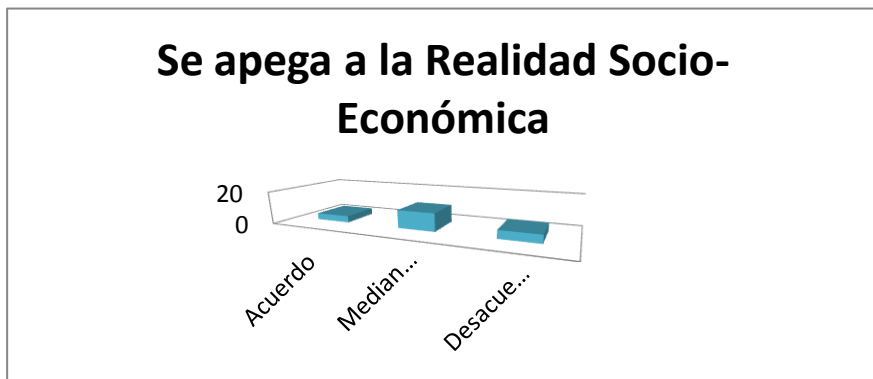 Se apega a la Realidad Socio-
Económica
20
0
Acuerdo
Median...
Desacue...